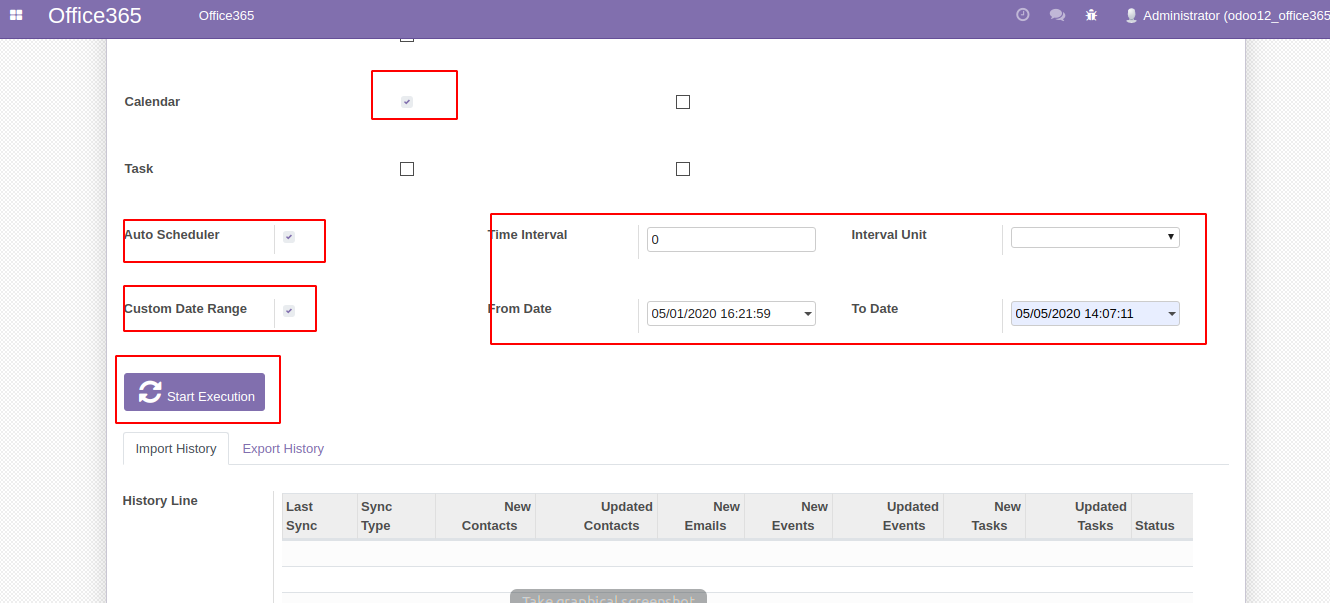 Office365 Office365 Administrator (odoo12_office365
Calendar
Task
Auto Scheduler Time Interval 0 Interval Unit
Custom Date Range From Date 05/01/2020 16:21:59 To Date 05/05/2020 14:07:11
Start Execution
Import History Export History
History Line
Last Sync New Updated New New Updated New Updated
Sync Type Contacts Contacts Emails Events Events Tasks Tasks Status
Take graphical screenshot